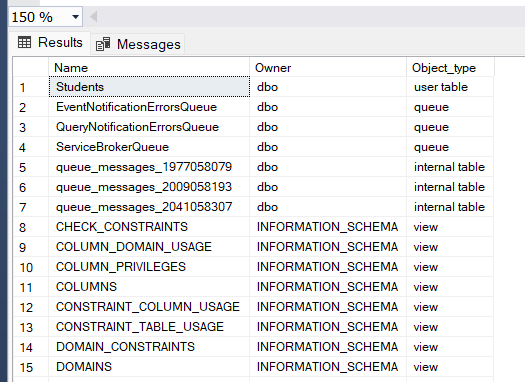 150 %
Results Messages
Name Owner Object_type
1 Students dbo user table
2 EventNotificationErrorsQueue dbo queue
3 QueryNotificationErrorsQueue dbo queue
4 ServiceBrokerQueue dbo queue
5 queue_messages_1977058079 dbo internal table
6 queue_messages_2009058193 dbo internal table
7 queue_messages_2041058307 dbo internal table
8 CHECK_CONSTRAINTS INFORMATION_SCHEMA view
9 COLUMN_DOMAIN_USAGE INFORMATION_SCHEMA view
10 COLUMN_PRIVILEGES INFORMATION_SCHEMA view
11 COLUMNS INFORMATION_SCHEMA view
12 CONSTRAINT_COLUMN_USAGE INFORMATION_SCHEMA view
13 CONSTRAINT_TABLE_USAGE INFORMATION_SCHEMA view
14 DOMAIN_CONSTRAINTS INFORMATION_SCHEMA view
15 DOMAINS INFORMATION_SCHEMA view